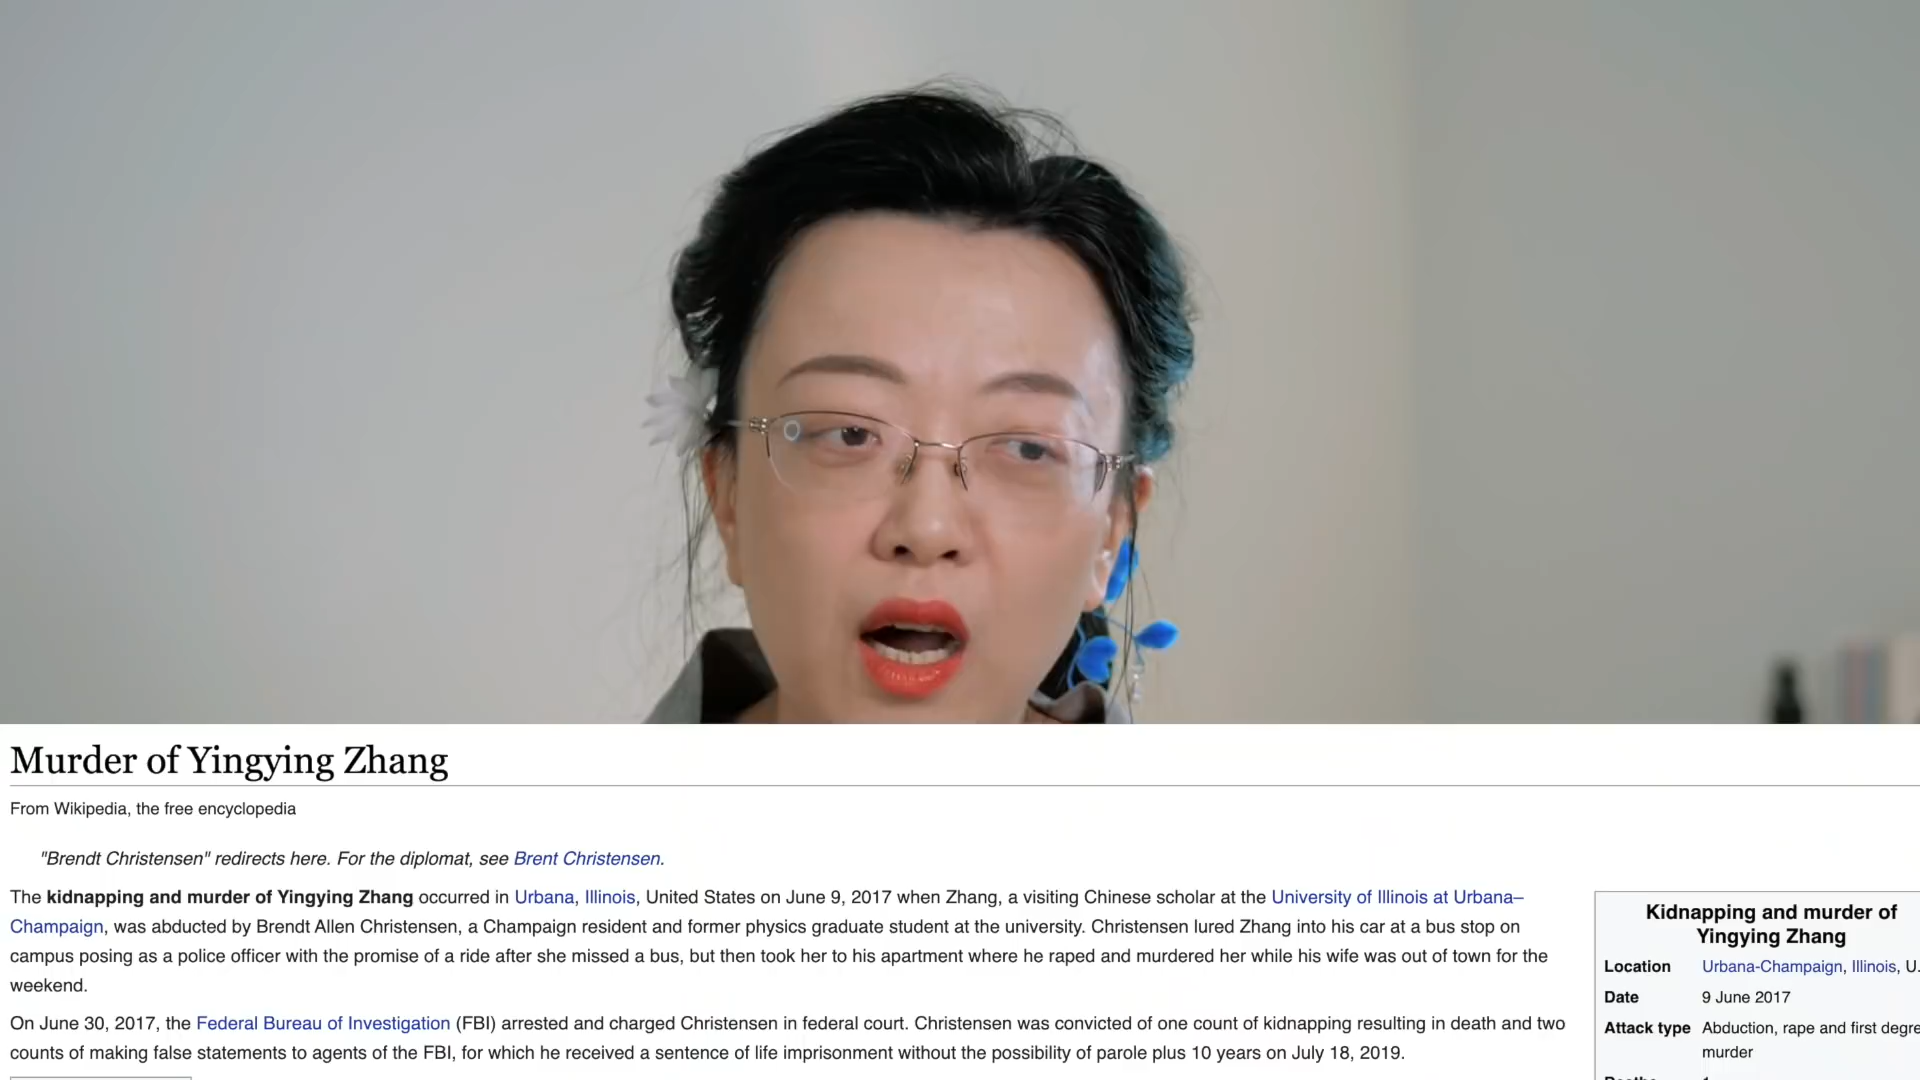 Murder of Yingying Zhang
From Wikipedia, the free encyclopedia
"Brendt Christensen" redirects here. For the diplomat, see Brent Christensen.
The kidnapping and murder of Yingying Zhang occurred in Urbana, Illinois, United States on June 9, 2017 when Zhang, a visiting Chinese scholar at the University of Illinois at Urbana–
Champaign, was abducted by Brendt Allen Christensen, a Champaign resident and former physics graduate student at the university. Christensen lured Zhang into his car at a bus stop on
campus posing as a police officer with the promise of a ride after she missed a bus, but then took her to his apartment where he raped and murdered her while his wife was out of town for the
weekend.
On June 30, 2017, the Federal Bureau of Investigation (FBI) arrested and charged Christensen in federal court. Christensen was convicted of one count of kidnapping resulting in death and two
counts of making false statements to agents of the FBI, for which he received a sentence of life imprisonment without the possibility of parole plus 10 years on July 18, 2019.
Kidnapping and murder of
Yingying Zhang
Location Urbana-Champaign, Illinois, U.
Date 9 June 2017
Attack type Abduction, rape and first degre
murder